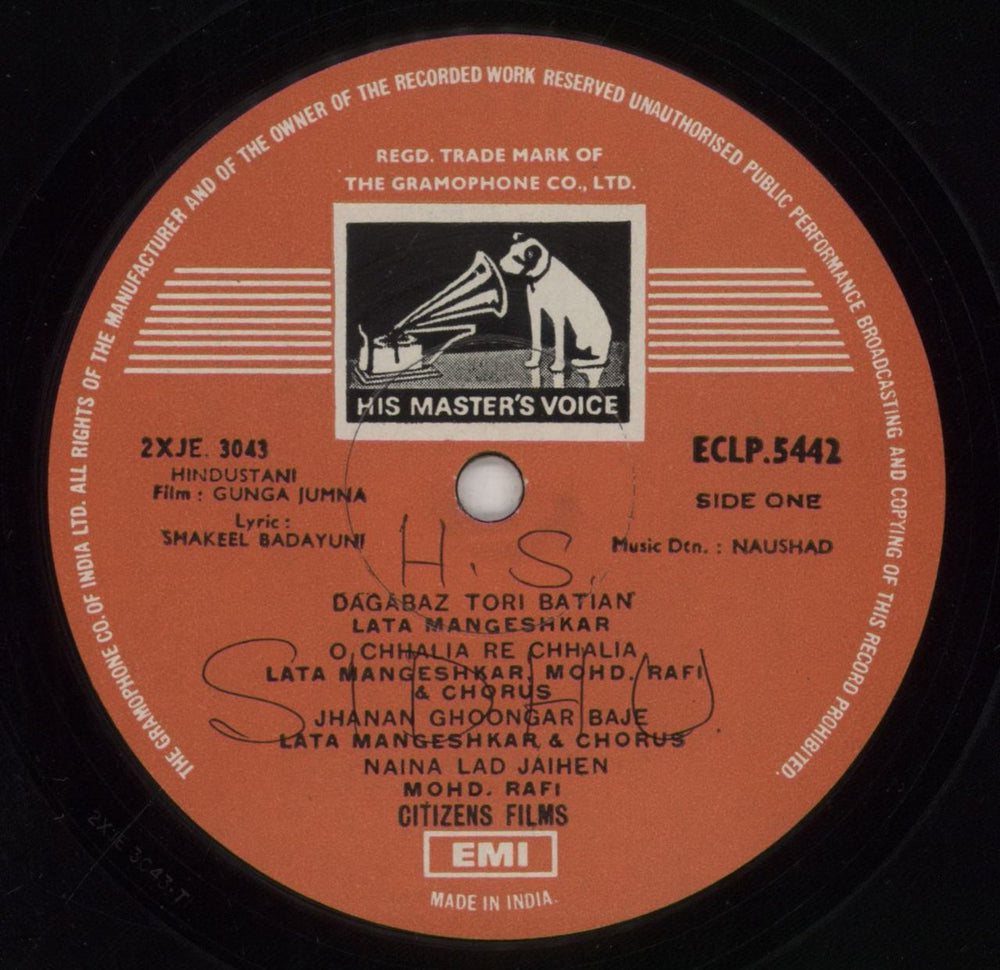 THE GRAMOPHONE CO. OF INDIA LTD. ALL RIGHTS OF THE MANUFACTURER AND OF THE OWNER OF THE RECORDED WORK RESERVED UNAUTHORISED PUBLIC PERFORMANCE BROADCASTING AND COPYING OF THIS RECORD PROHIBITED.
REGD. TRADE MARK OF
THE GRAMOPHONE CO., LTD.
HIS MASTER'S VOICE
2XJE. 3043
HINDUSTANI
Film : GUNGA JUMNA
Lyric :
SHAKEEL BADAYUNI
ECLP.5442
SIDE ONE
Music Dtn. : NAUSHAD
H. S.
DAGABAZ TORI BATIAN
LATA MANGESHKAR
O CHHALIA RE CHHALIA
LATA MANGESHKAR, MOHD. RAFI
& CHORUS
SIDHU.
JHANAN GHOONGAR BAJE
LATA MANGESHKAR & CHORUS
NAINA LAD JAIHEN
MOHD. RAFI
CITIZENS FILMS
EMI
MADE IN INDIA.
2XJE 3043.T